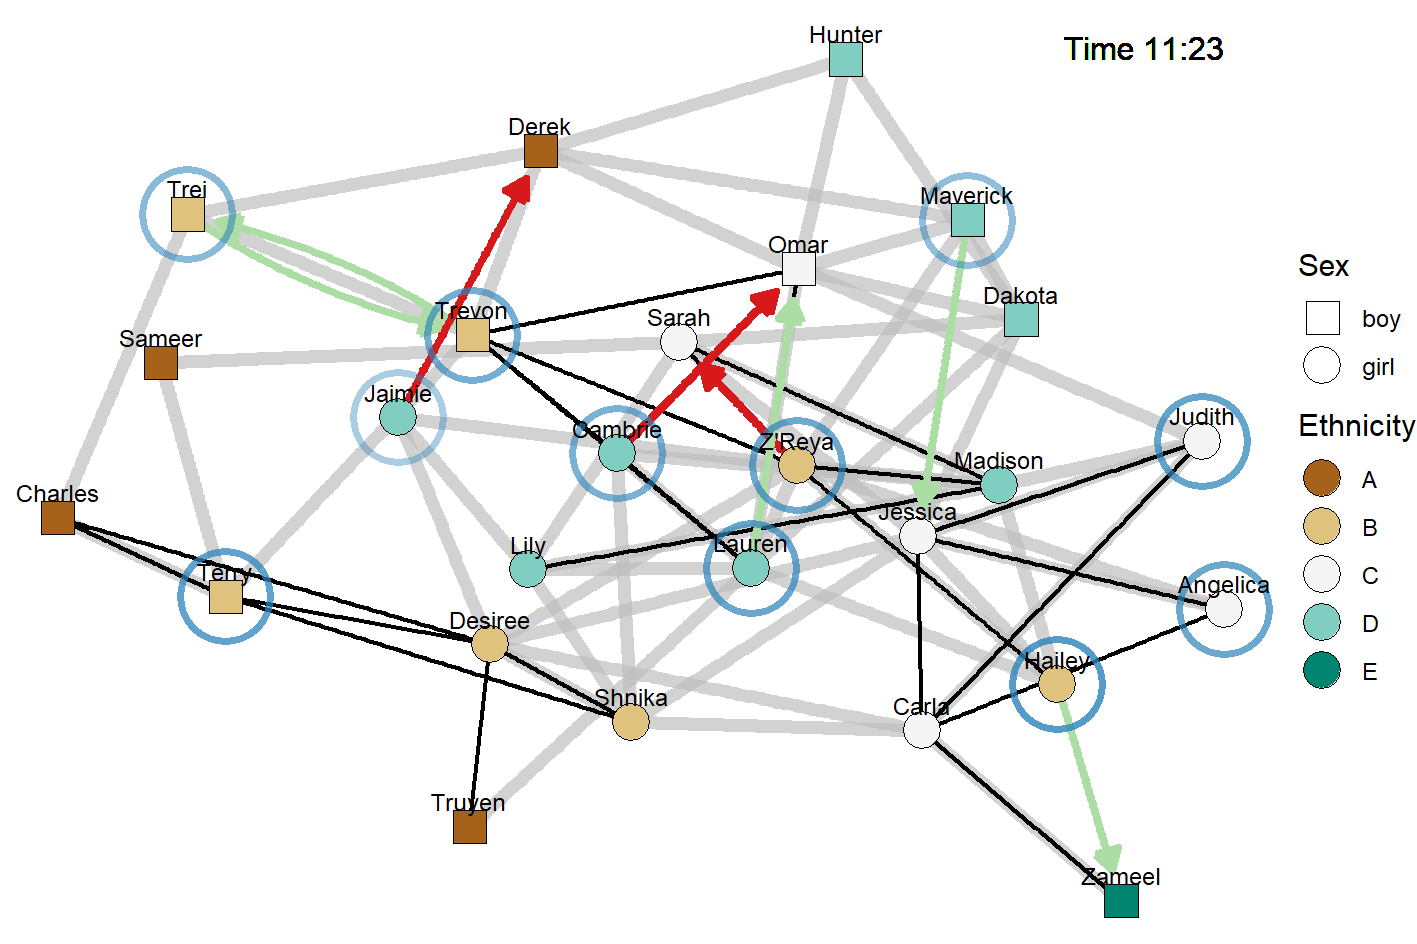 Hunter
Time 11:23
Derek
Trei
Maverick
Omar
Dakota
Trevon
Sarah
Sameer
Jaimie
Cambrie
Z'Reya
Judith
Madison
Charles
Jessica
Lily
Lauren
Terry
Angelica
Desiree
Hailey
Shnika
Carla
Truyen
Zameel
Sex
boy
girl
Ethnicity
A
B
C
D
E